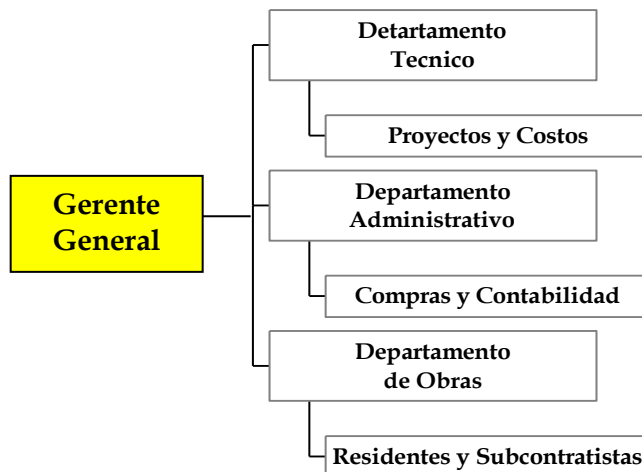 Detartamento
Tecnico
Proyectos y Costos
Gerente
General
Departamento
Administrativo
Compras y Contabilidad
Departamento
de Obras
Residentes y Subcontratistas